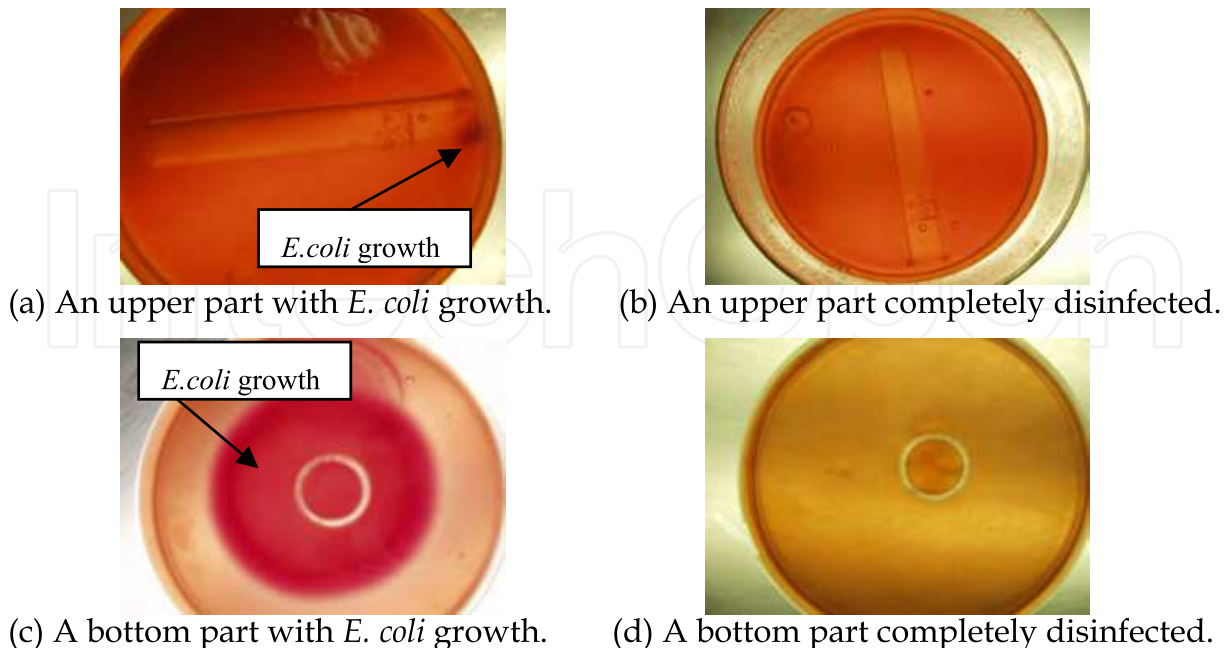 E.coli growth
(a) An upper part with E. coli growth.
(b) An upper part completely disinfected.
E.coli growth
(c) A bottom part with E. coli growth.
(d) A bottom part completely disinfected.
IntechOpen